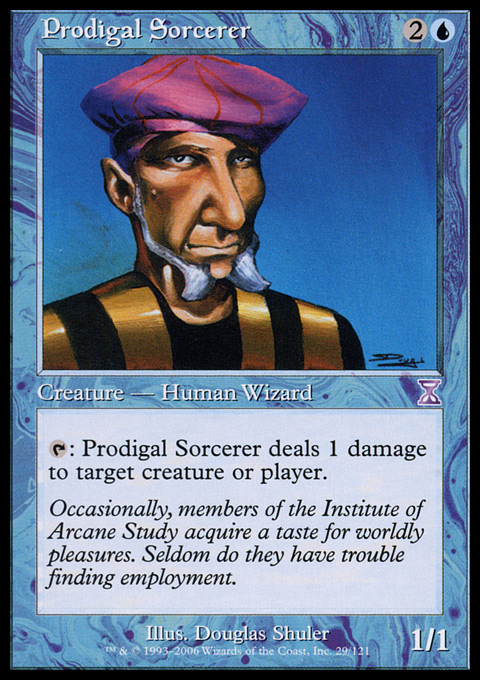 Prodigal Sorcerer 2
Creature — Human Wizard
: Prodigal Sorcerer deals 1 damage
to target creature or player.
Occasionally, members of the Institute of
Arcane Study acquire a taste for worldly
pleasures. Seldom do they have trouble
finding employment.
Illus. Douglas Shuler
1/1
™ & © 1993–2006 Wizards of the Coast, Inc. 29/121